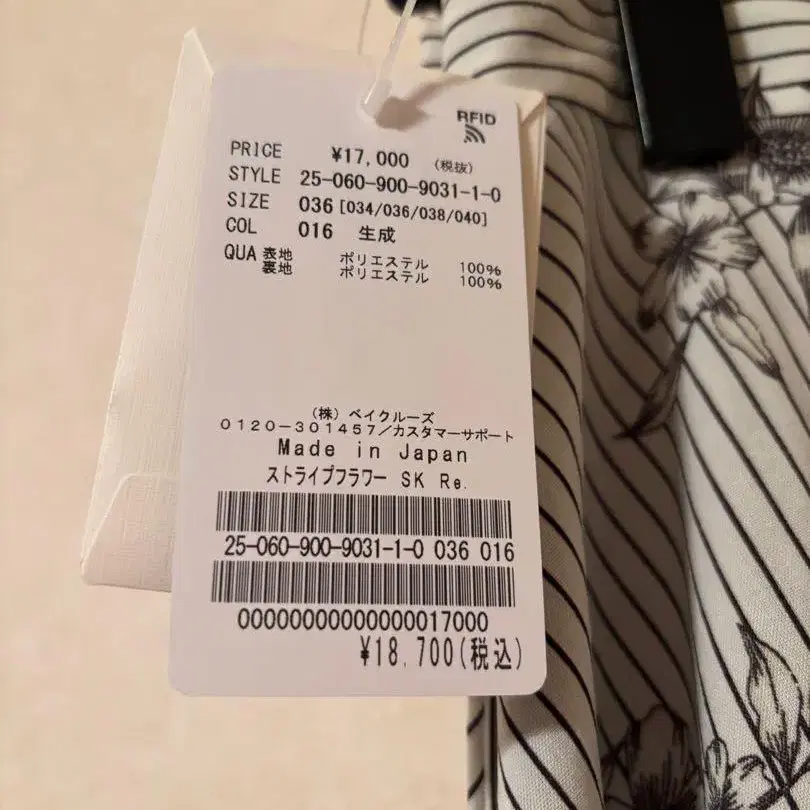 RFID
PRICE ¥17,000 (税抜)
STYLE 25-060-900-9031-1-0
SIZE 036 [034/036/038/040]
COL 016 生成
QUA 表地 ポリエステル 100%
裏地 ポリエステル 100%
(株) ベイクルーズ
0120-301457/カスタマーサポート
Made in Japan
ストライプフラワー SK Re.
25-060-900-9031-1-0 036 016
00000000000000017000
¥18,700(税込)